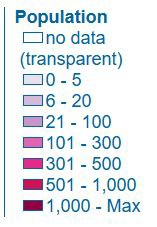 Population
no data
(transparent)
0 - 5
6 - 20
21 - 100
101 - 300
301 - 500
501 - 1,000
1,000 - Max